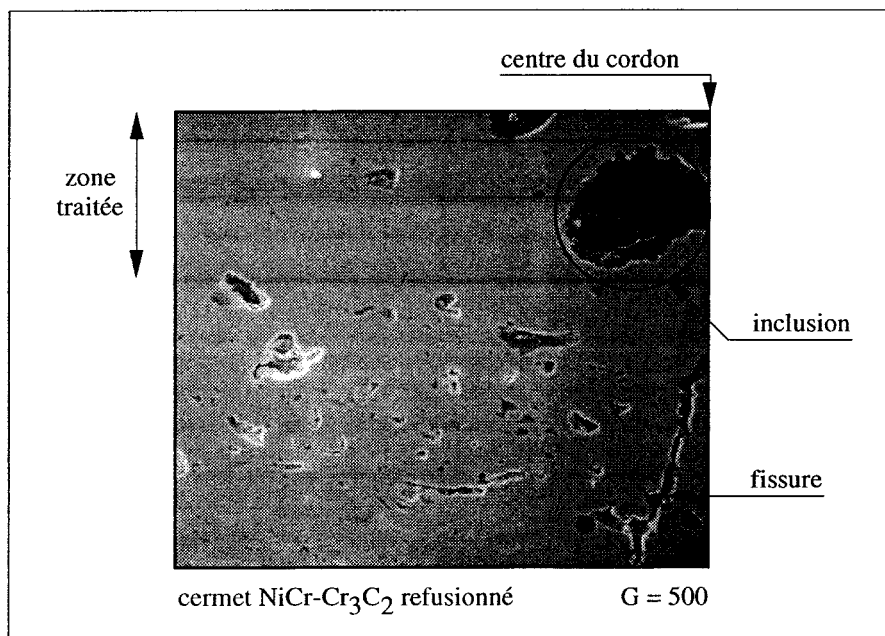 centre du cordon
zone
traitée
inclusion
fissure
cermet NiCr-Cr₃C₂ refusionné G = 500